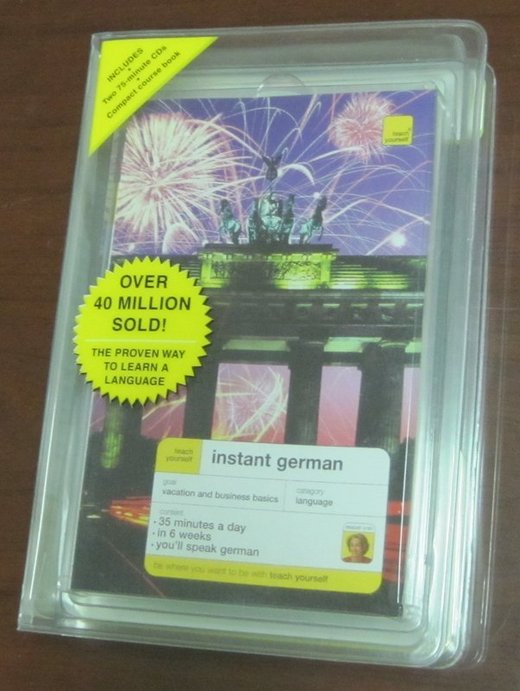 INCLUDES
•
Two 75-minute CDs
•
Compact course book
teach
yourself
OVER
40 MILLION
SOLD!
THE PROVEN WAY
TO LEARN A
LANGUAGE
teach
yourself
instant german
goal
vacation and business basics
category
language
content
• 35 minutes a day
• in 6 weeks
• you'll speak german
be where you want to be with teach yourself